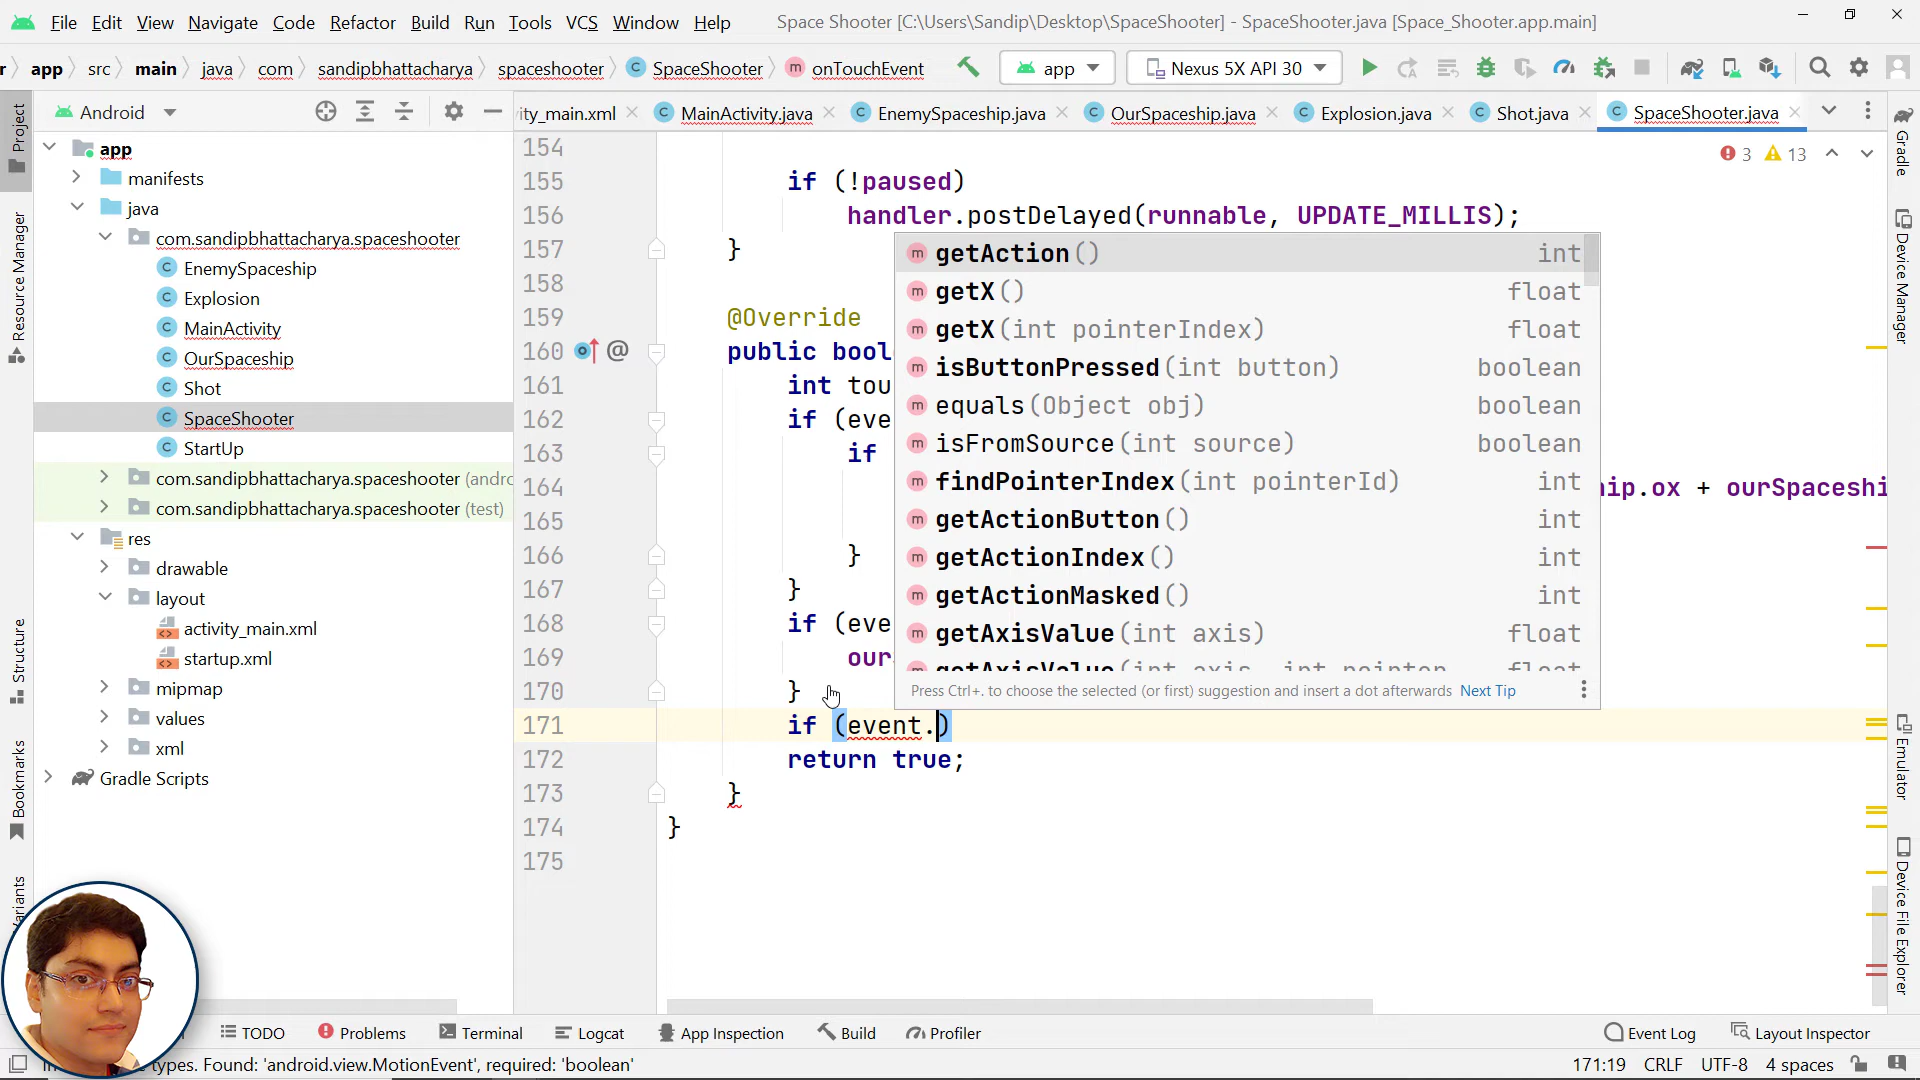 File Edit View Navigate Code Refactor Build Run Tools VCS Window Help Space Shooter [C:\Users\Sandip\Desktop\SpaceShooter] - SpaceShooter.java [Space_Shooter.app.main]
r app src main java com sandipbhattacharya spaceshooter SpaceShooter onTouchEvent app Nexus 5X API 30
Android
ity_main.xml MainActivity.java EnemySpaceship.java OurSpaceship.java Explosion.java Shot.java SpaceShooter.java
3 13
app
manifests
java
com.sandipbhattacharya.spaceshooter
EnemySpaceship
Explosion
MainActivity
OurSpaceship
Shot
SpaceShooter
StartUp
com.sandipbhattacharya.spaceshooter (andro
com.sandipbhattacharya.spaceshooter (test)
res
drawable
layout
activity_main.xml
startup.xml
mipmap
values
xml
Gradle Scripts
154
155 if (!paused)
156 handler.postDelayed(runnable, UPDATE_MILLIS);
157 }
158
159 @Override
160 @ public bool
161 int tou
162 if (eve
163 if
164 hip.ox + ourSpaceshi
165
166 }
167 }
168 if (eve
169 our
170 }
171 if (event.)
172 return true;
173 }
174 }
175
getAction() int
getX() float
getX(int pointerIndex) float
isButtonPressed(int button) boolean
equals(Object obj) boolean
isFromSource(int source) boolean
findPointerIndex(int pointerId) int
getActionButton() int
getActionIndex() int
getActionMasked() int
getAxisValue(int axis) float
getAxisValue(int axis, int pointer float
Press Ctrl+. to choose the selected (or first) suggestion and insert a dot afterwards Next Tip
Project
Resource Manager
Structure
Bookmarks
Gradle
Device Manager
Emulator
Device File Explorer
TODO Problems Terminal Logcat App Inspection Build Profiler Event Log Layout Inspector
types. Found: 'android.view.MotionEvent', required: 'boolean' 171:19 CRLF UTF-8 4 spaces